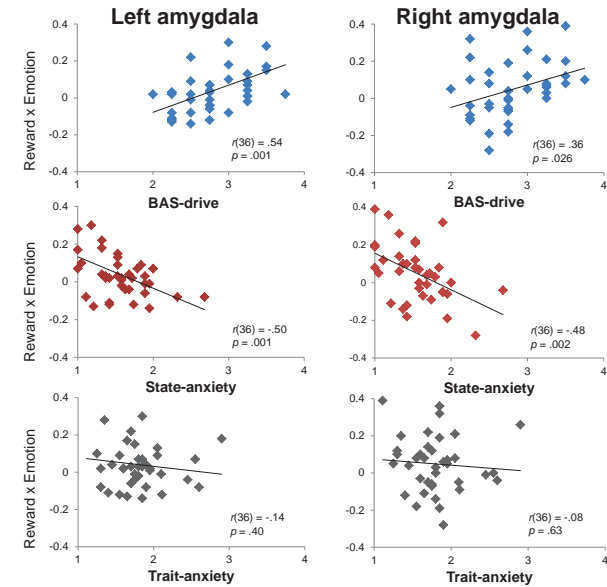 Left amygdala
Right amygdala
Reward x Emotion
0.4
0.2
0
-0.2
-0.4
1
2
3
4
r(36) = .54
p = .001
BAS-drive
0.4
0.2
0
-0.2
-0.4
1
2
3
4
r(36) = .36
p = .026
BAS-drive
Reward x Emotion
0.4
0.2
0
-0.2
-0.4
1
2
3
4
r(36) = -.50
p = .001
State-anxiety
0.4
0.2
0
-0.2
-0.4
1
2
3
4
r(36) = -.48
p = .002
State-anxiety
Reward x Emotion
0.4
0.2
0
-0.2
-0.4
1
2
3
4
r(36) = -.14
p = .40
Trait-anxiety
0.4
0.2
0
-0.2
-0.4
1
2
3
4
r(36) = -.08
p = .63
Trait-anxiety